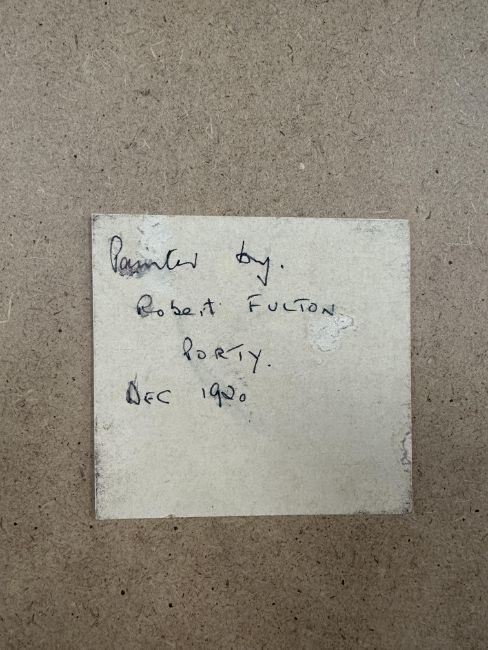 Painted by.
Robert FULTON
PORTY.
DEC 1920